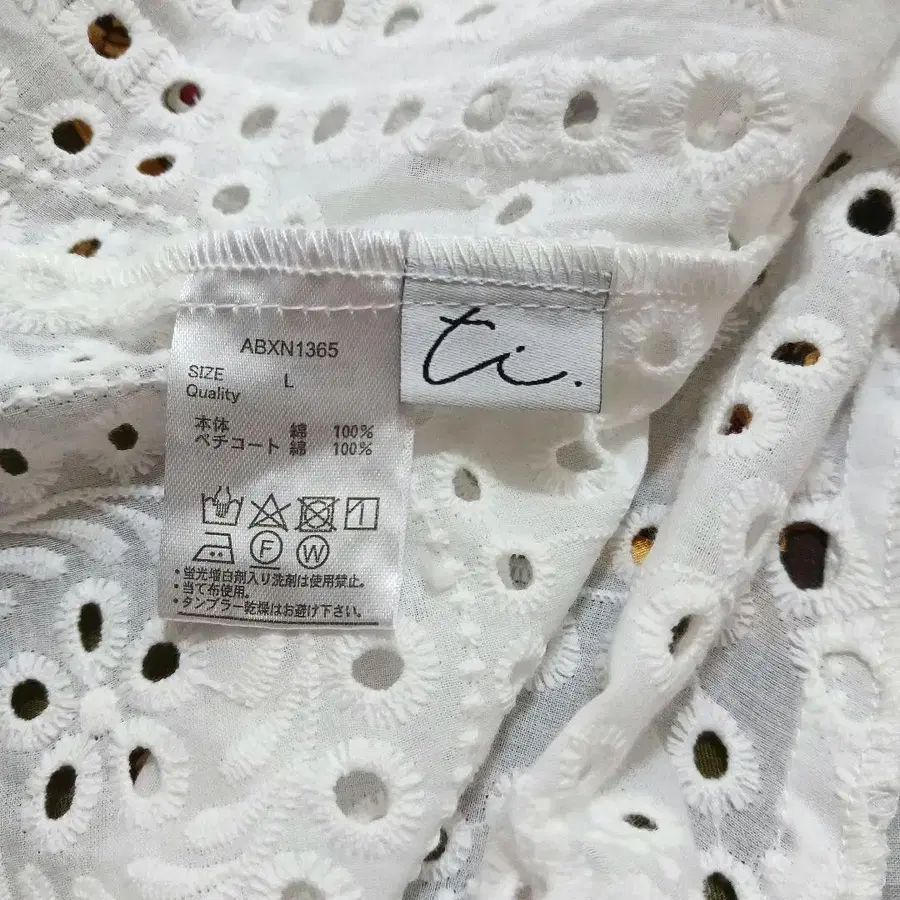 ABXN1365
SIZE L
Quality
本体 綿 100%
ペチコート 綿 100%
F W
・蛍光増白剤入り洗剤は使用禁止。
・当て布使用。
・タンブラー乾燥はお避け下さい。
ti.